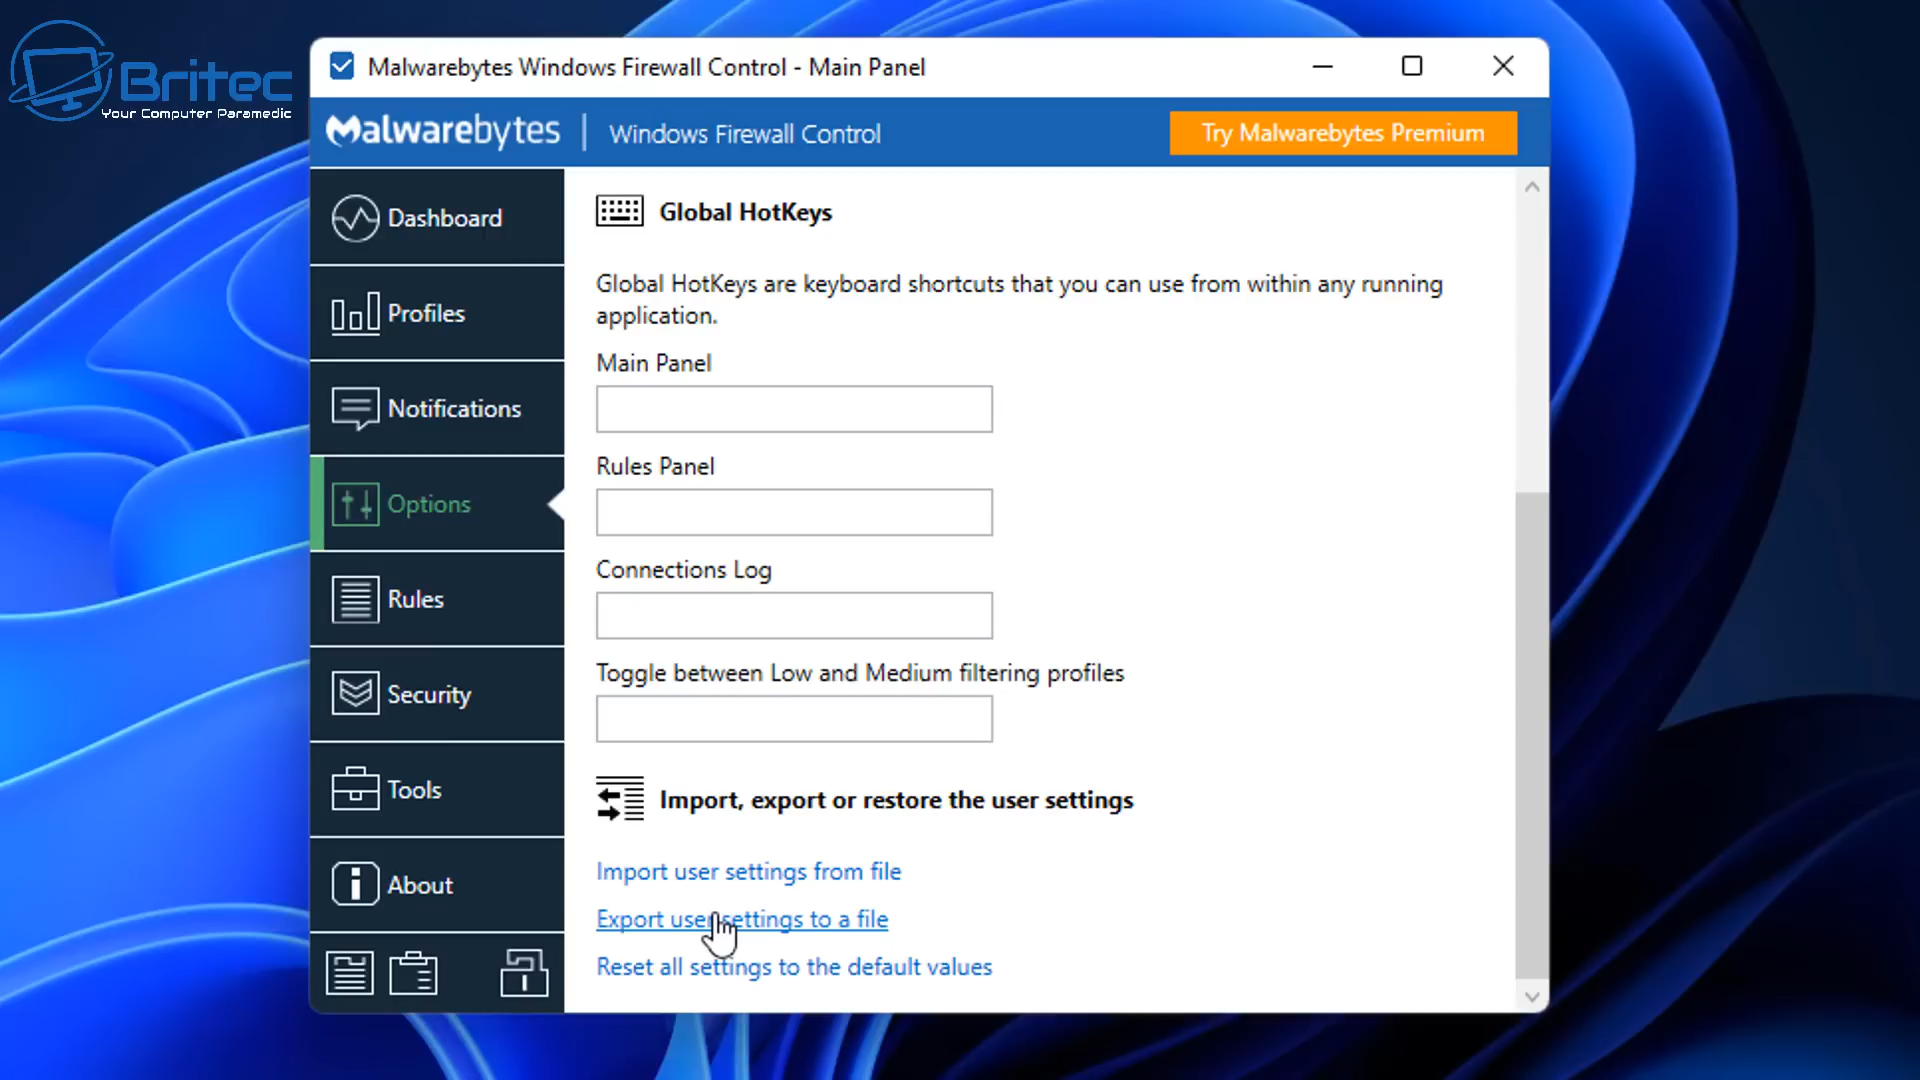 Britec
Your Computer Paramedic
Malwarebytes Windows Firewall Control - Main Panel
Malwarebytes | Windows Firewall Control
Try Malwarebytes Premium
Dashboard
Profiles
Notifications
Options
Rules
Security
Tools
About
Global HotKeys
Global HotKeys are keyboard shortcuts that you can use from within any running
application.
Main Panel
Rules Panel
Connections Log
Toggle between Low and Medium filtering profiles
Import, export or restore the user settings
Import user settings from file
Export user settings to a file
Reset all settings to the default values